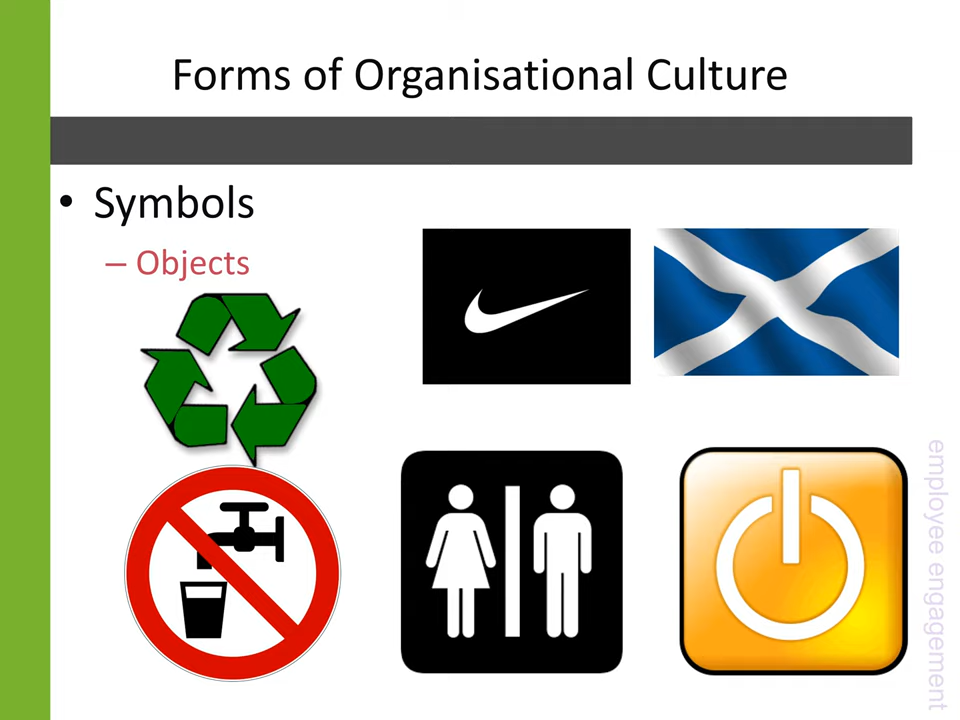 Forms of Organisational Culture
• Symbols
– Objects
employee engagement